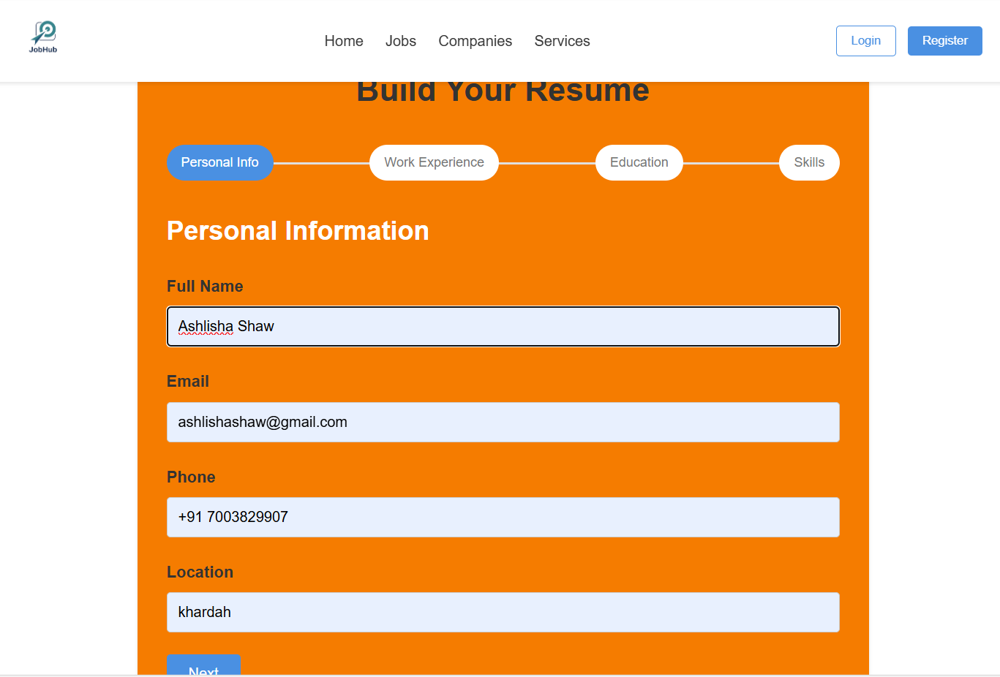 JobHub
Home Jobs Companies Services
Login Register
Build Your Resume
Personal Info Work Experience Education Skills
Personal Information
Full Name
Ashlisha Shaw
Email
ashlishashaw@gmail.com
Phone
+91 7003829907
Location
khardah
Next